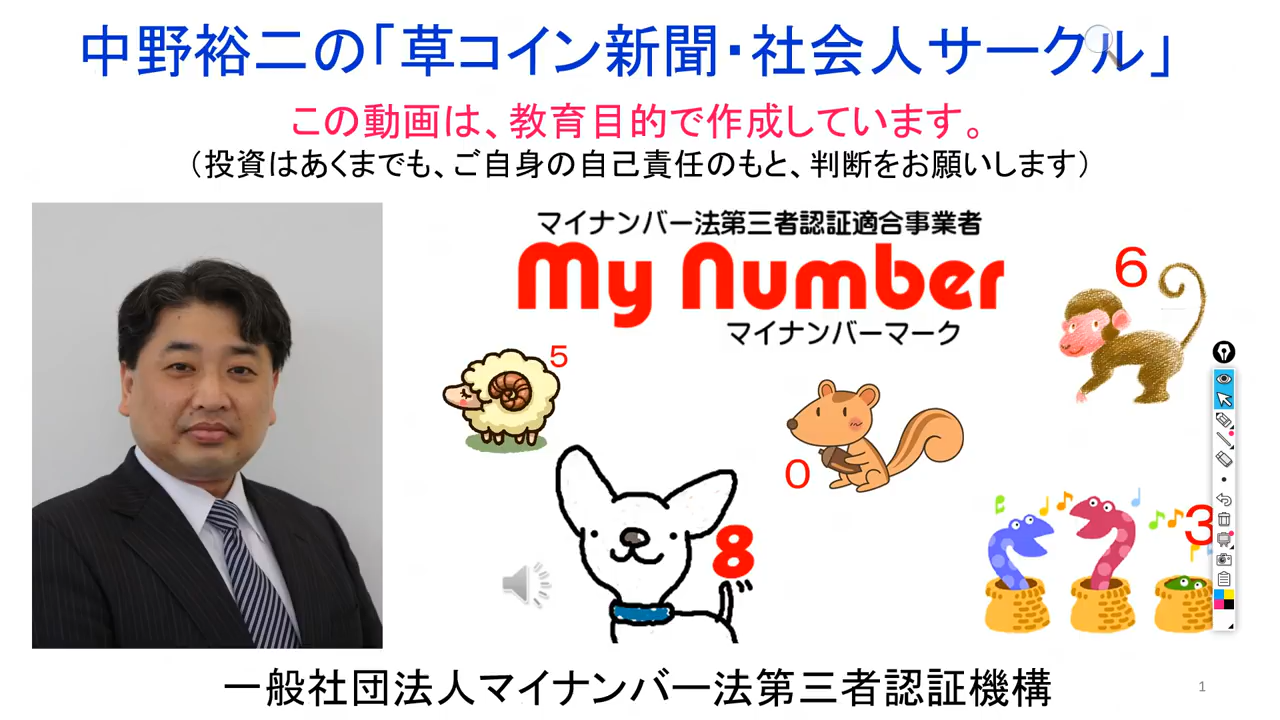 中野裕二の「草コイン新聞・社会人サークル」
この動画は、教育目的で作成しています。
（投資はあくまでも、ご自身の自己責任のもと、判断をお願いします）
マイナンバー法第三者認証適合事業者
My Number
マイナンバーマーク
6
5
0
8
3
一般社団法人マイナンバー法第三者認証機構
1